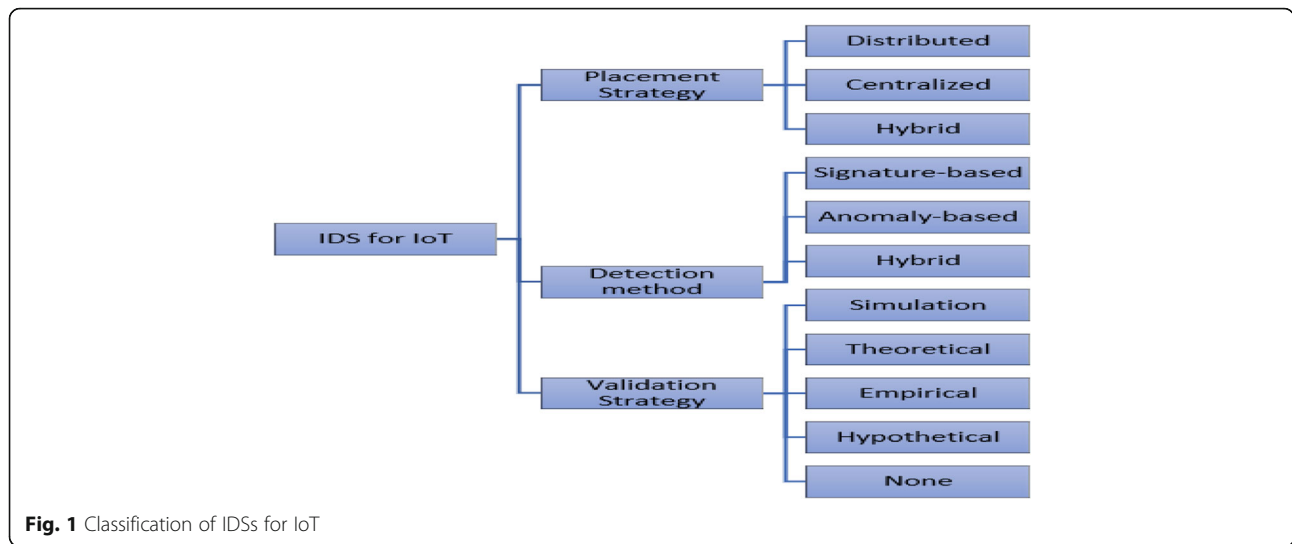 IDS for IoT
Placement
Strategy
Distributed
Centralized
Hybrid
Detection
method
Signature-based
Anomaly-based
Hybrid
Validation
Strategy
Simulation
Theoretical
Empirical
Hypothetical
None
Fig. 1 Classification of IDSs for IoT